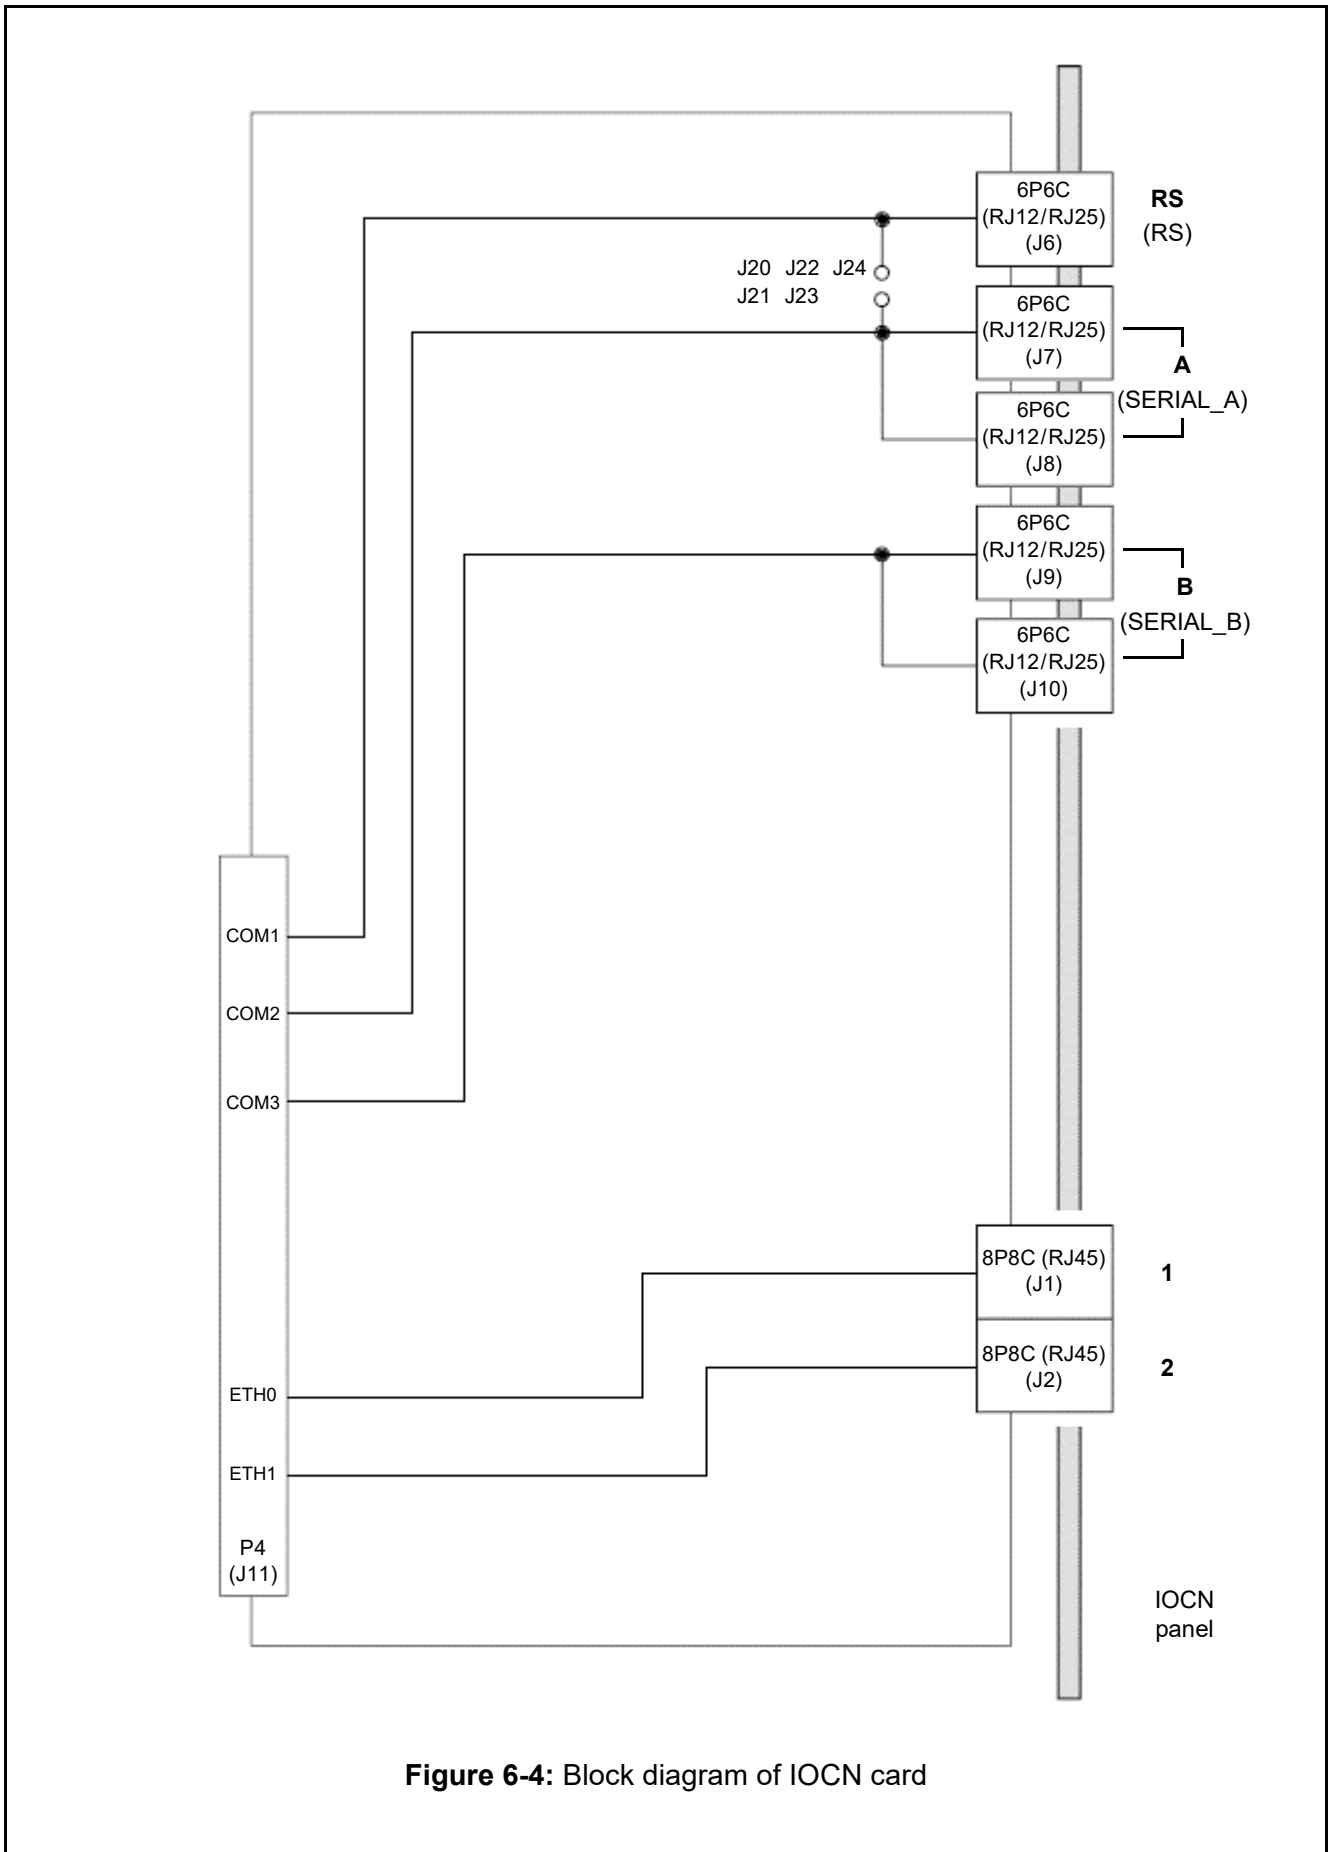 6P6C
(RJ12/RJ25)
(J6)
RS
(RS)
J20 J22 J24
J21 J23
6P6C
(RJ12/RJ25)
(J7)
A
(SERIAL_A)
6P6C
(RJ12/RJ25)
(J8)
6P6C
(RJ12/RJ25)
(J9)
B
(SERIAL_B)
6P6C
(RJ12/RJ25)
(J10)
COM1
COM2
COM3
8P8C (RJ45)
(J1)
1
8P8C (RJ45)
(J2)
2
ETH0
ETH1
P4
(J11)
IOCN
panel
Figure 6-4: Block diagram of IOCN card